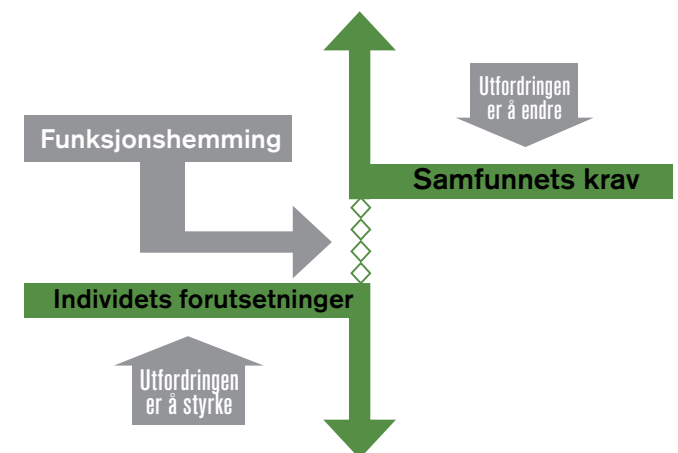 Utfordringen
er å endre
Funksjonshemming
Samfunnets krav
Individets forutsetninger
Utfordringen
er å styrke